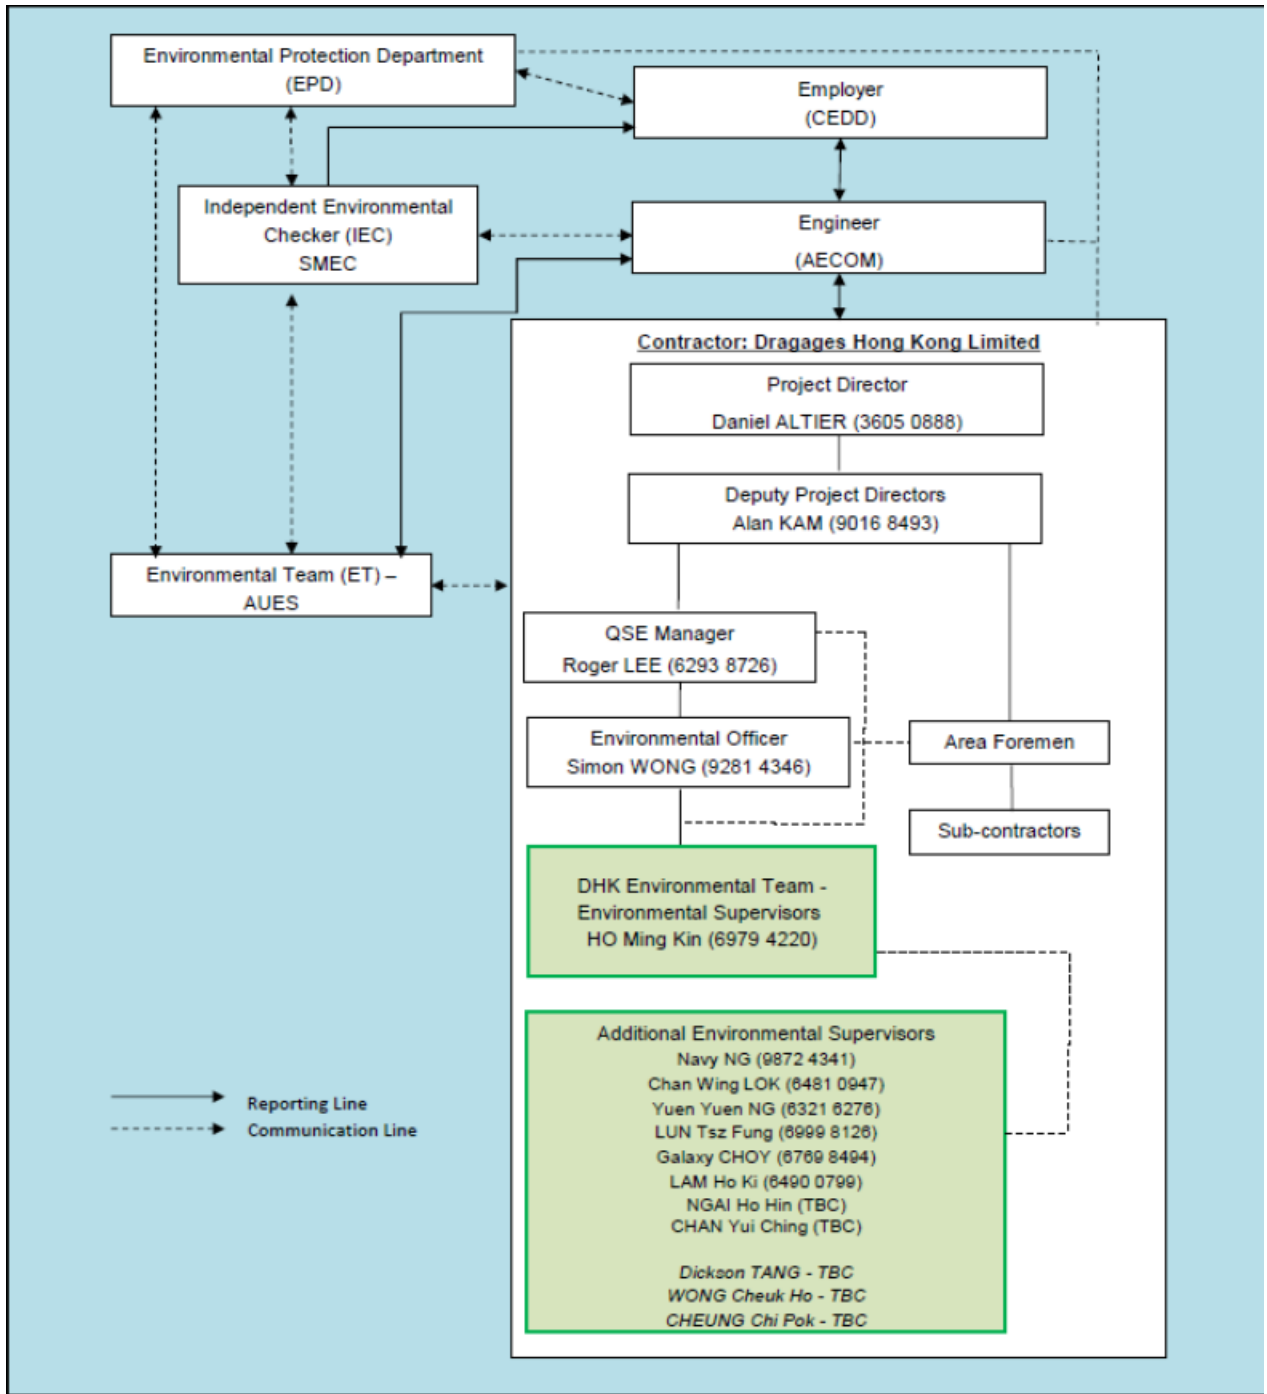 Environmental Protection Department
(EPD)
Employer
(CEDD)
Independent Environmental
Checker (IEC)
SMEC
Engineer
(AECOM)
Contractor: Dragages Hong Kong Limited
Project Director
Daniel ALTIER (3605 0888)
Deputy Project Directors
Alan KAM (9016 8493)
Environmental Team (ET) –
AUES
QSE Manager
Roger LEE (6293 8726)
Environmental Officer
Simon WONG (9281 4346)
Area Foremen
Sub-contractors
DHK Environmental Team -
Environmental Supervisors
HO Ming Kin (6979 4220)
Additional Environmental Supervisors
Navy NG (9872 4341)
Chan Wing LOK (6481 0947)
Yuen Yuen NG (6321 6276)
LUN Tsz Fung (6999 8126)
Galaxy CHOY (6769 8494)
LAM Ho Ki (6490 0799)
NGAI Ho Hin (TBC)
CHAN Yui Ching (TBC)
Dickson TANG - TBC
WONG Cheuk Ho - TBC
CHEUNG Chi Pok - TBC
Reporting Line
Communication Line